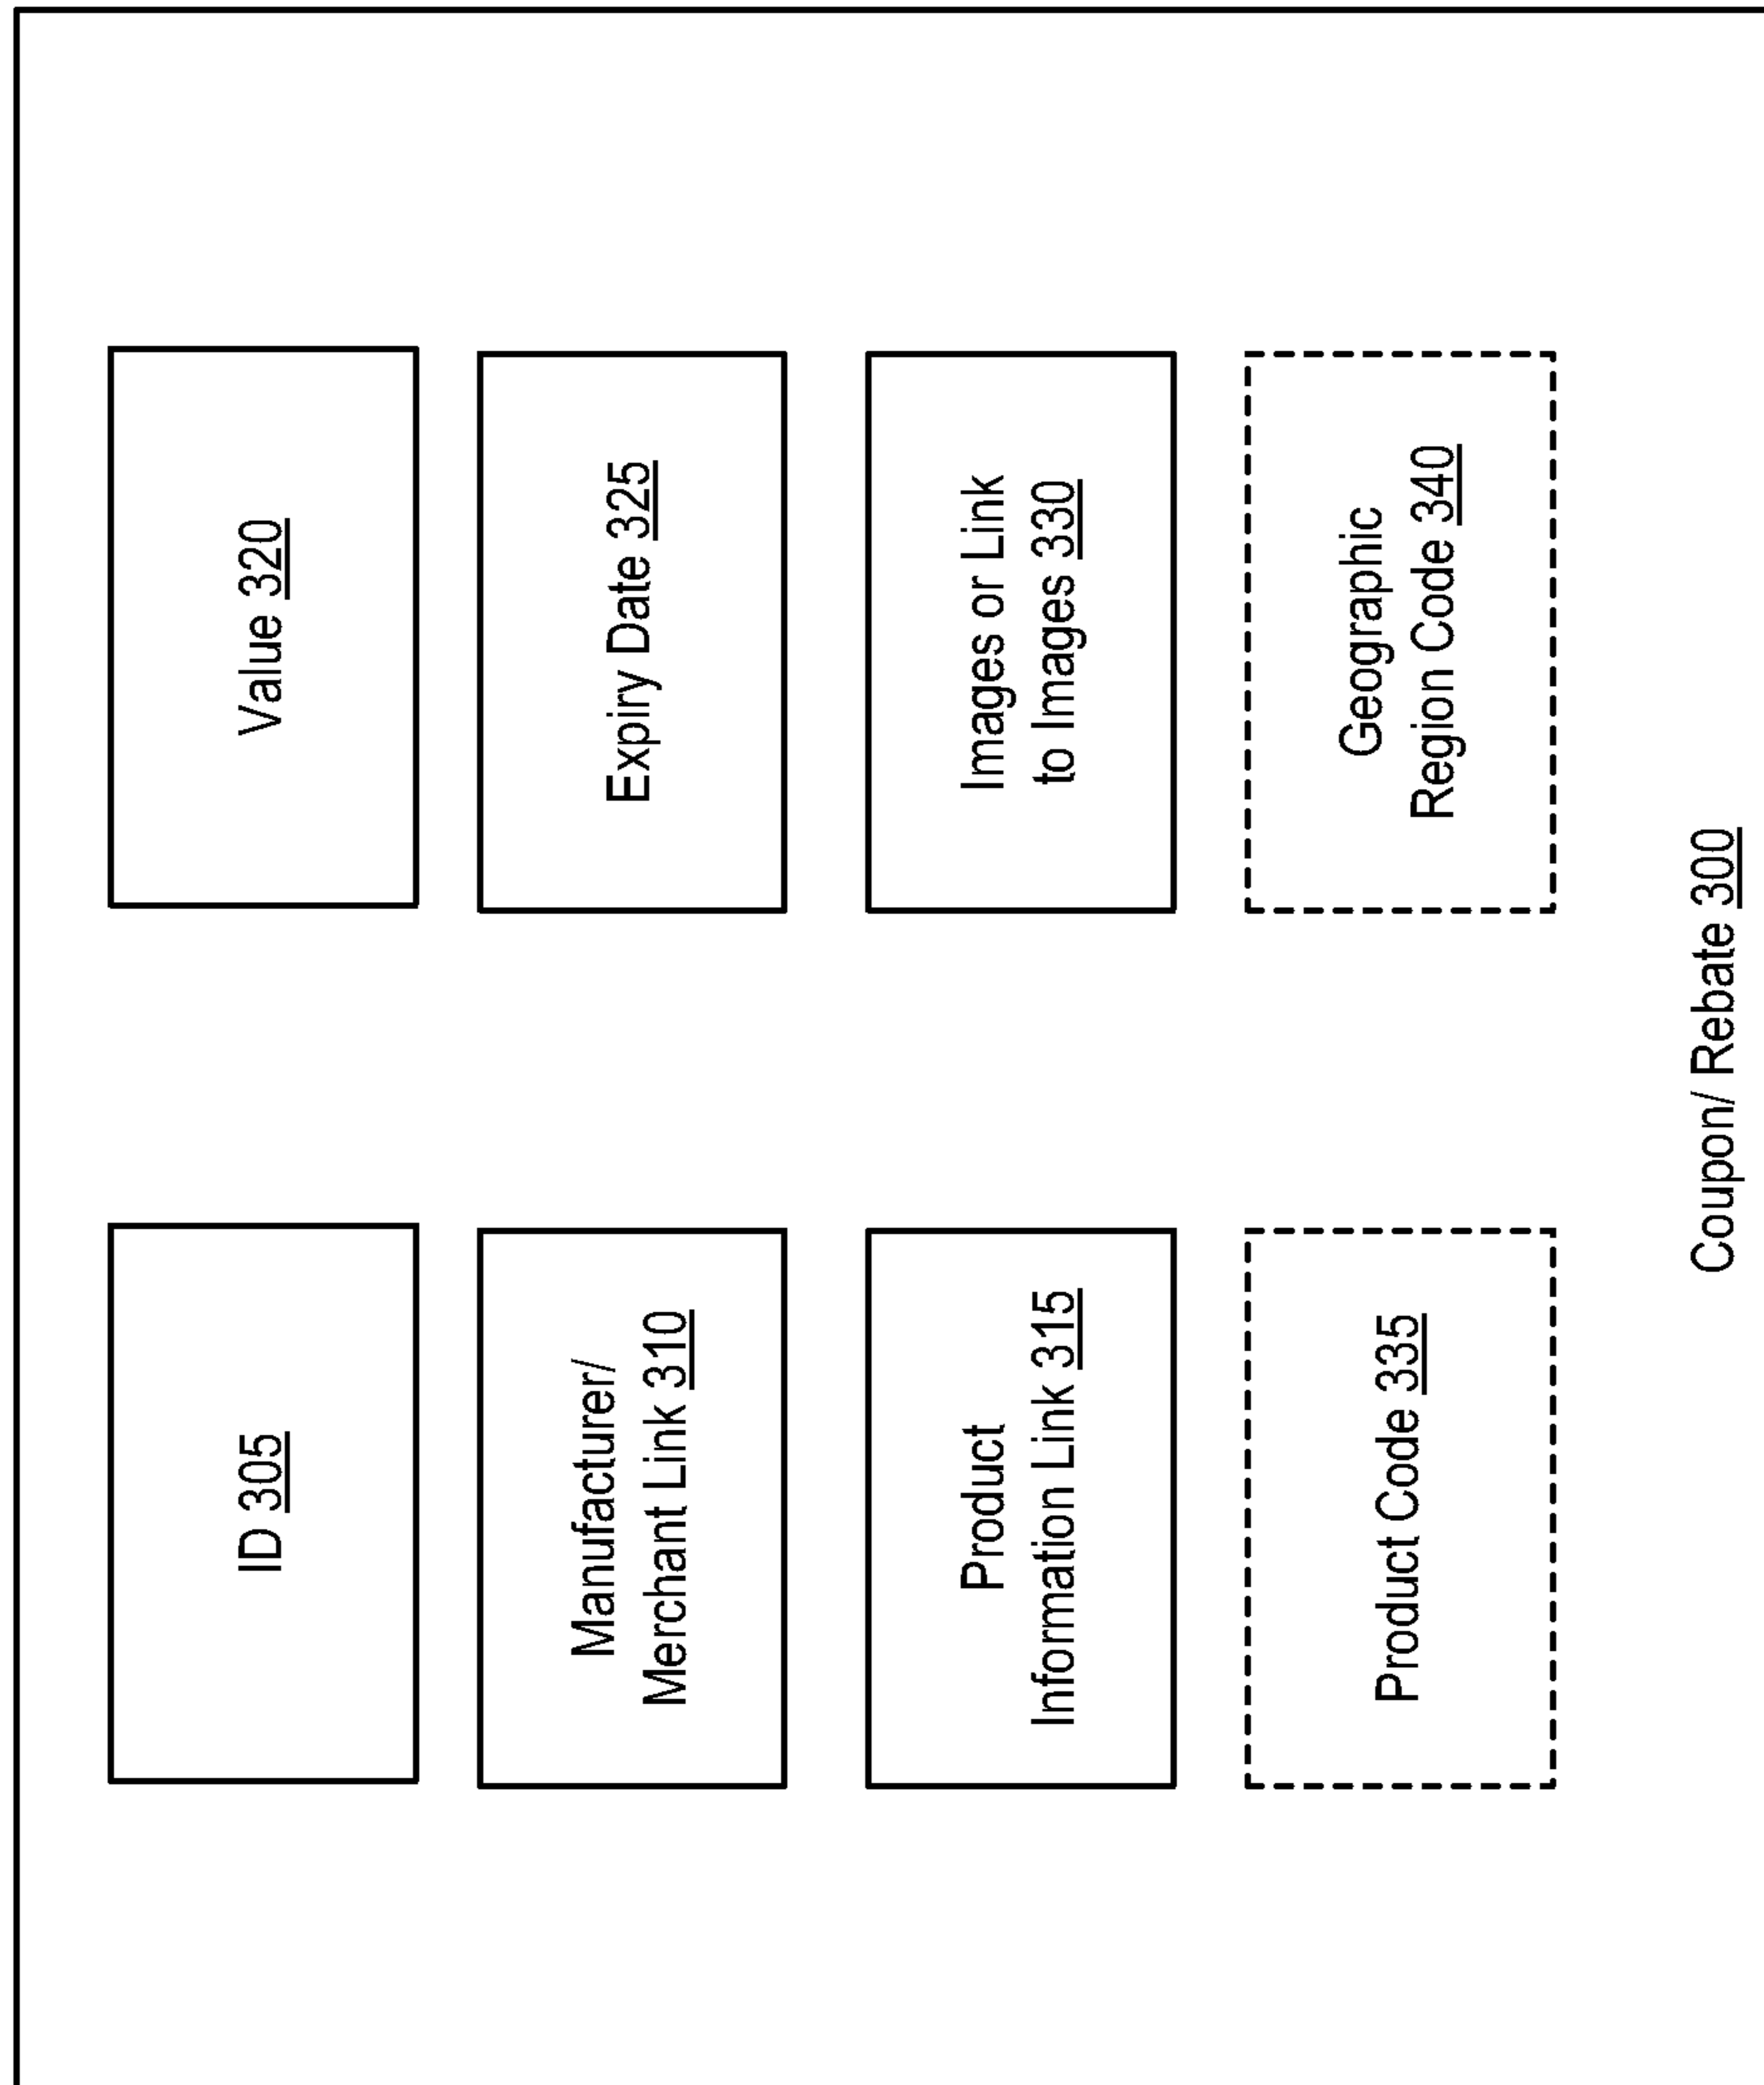 ID 305
Value 320
Manufacturer/
Merchant Link 310
Expiry Date 325
Product
Information Link 315
Images or Link
to Images 330
Product Code 335
Geographic
Region Code 340
Coupon/ Rebate 300